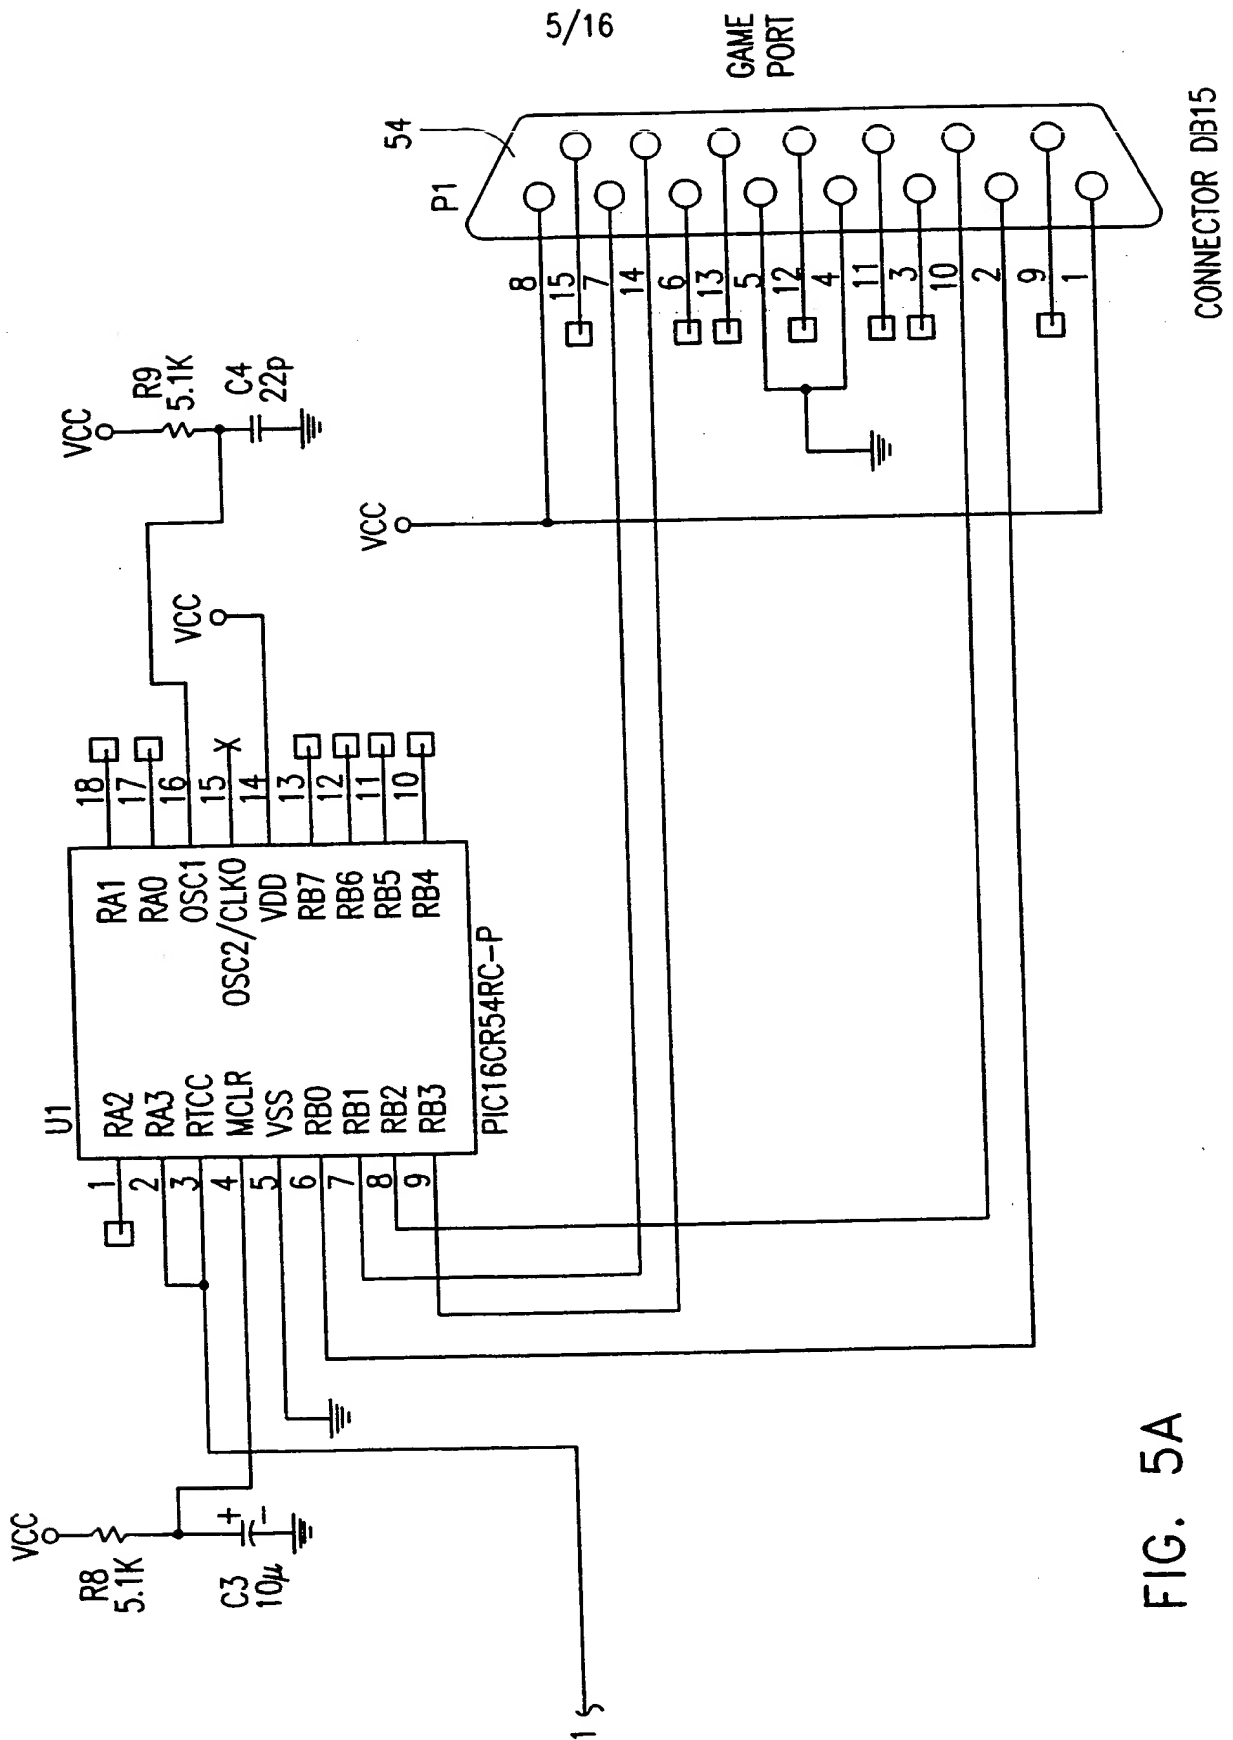 5/16
VCC
R8
5.1K
C3
10μ
+
−
1
U1
1
2
3
4
5
6
7
8
9
RA2
RA3
RTCC
MCLR
VSS
RB0
RB1
RB2
RB3
RA1
RA0
OSC1
OSC2/CLKO
VDD
RB7
RB6
RB5
RB4
18
17
16
15
14
13
12
11
10
X
PIC16CR54RC-P
VCC
VCC
R9
5.1K
C4
22p
VCC
P1
54
8
15
7
14
6
13
5
12
4
11
3
10
2
9
1
GAME
PORT
CONNECTOR DB15
FIG. 5A